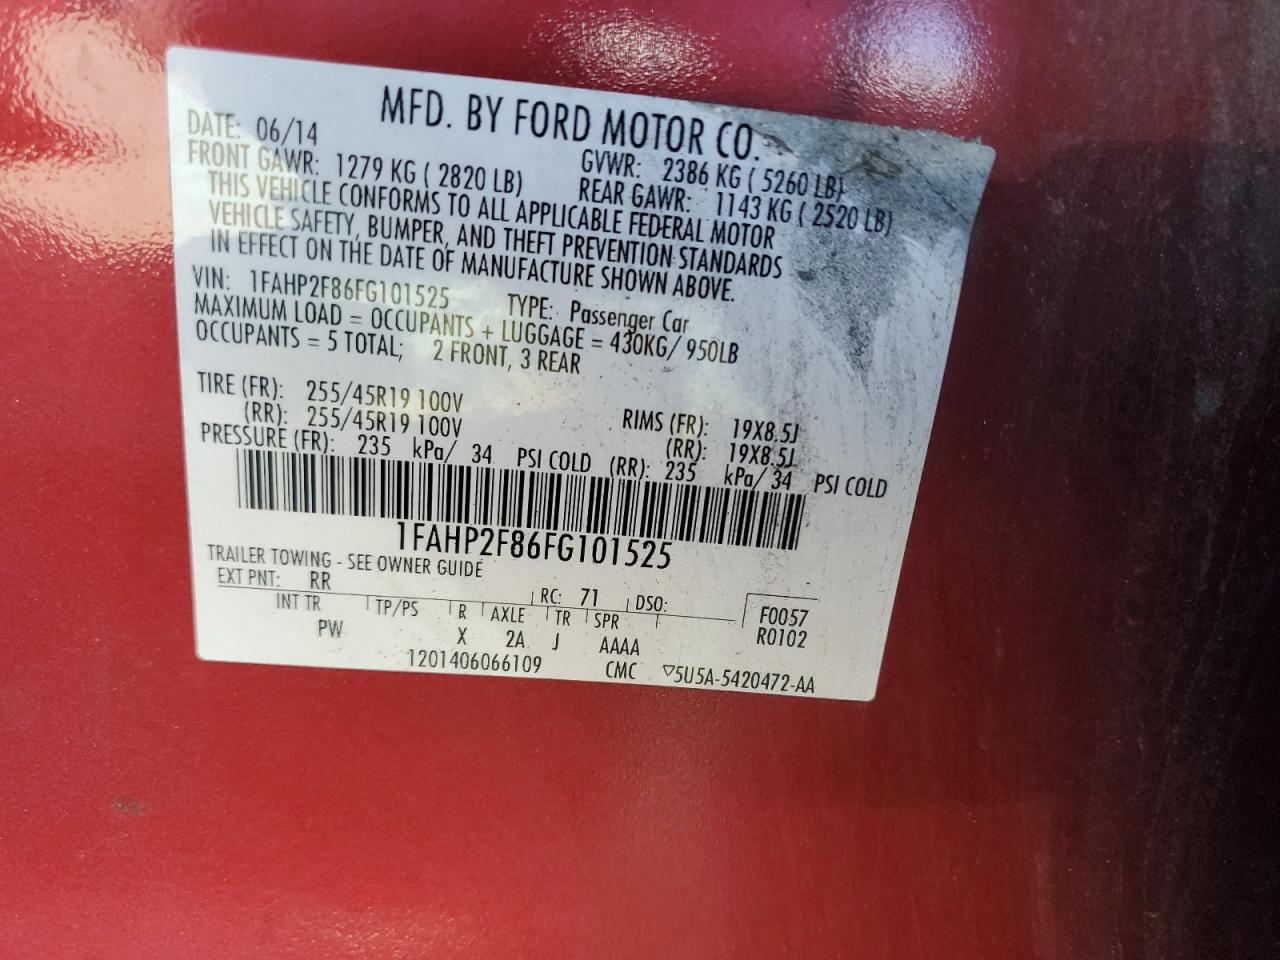 MFD. BY FORD MOTOR CO.
DATE: 06/14 GVWR: 2386 KG ( 5260 LB)
FRONT GAWR: 1279 KG ( 2820 LB) REAR GAWR: 1143 KG ( 2520 LB)
THIS VEHICLE CONFORMS TO ALL APPLICABLE FEDERAL MOTOR
VEHICLE SAFETY, BUMPER, AND THEFT PREVENTION STANDARDS
IN EFFECT ON THE DATE OF MANUFACTURE SHOWN ABOVE.
VIN: 1FAHP2F86FG101525 TYPE: Passenger Car
MAXIMUM LOAD = OCCUPANTS + LUGGAGE = 430KG/ 950LB
OCCUPANTS = 5 TOTAL; 2 FRONT, 3 REAR
TIRE (FR): 255/45R19 100V RIMS (FR): 19X8.5J
(RR): 255/45R19 100V (RR): 19X8.5J
PRESSURE (FR): 235 kPa/ 34 PSI COLD (RR): 235 kPa/ 34 PSI COLD
1FAHP2F86FG101525
TRAILER TOWING - SEE OWNER GUIDE
EXT PNT: RR RC: 71 DSO: F0057
INT TR TP/PS R AXLE TR SPR R0102
PW X 2A J AAAA
1201406066109 CMC ▽5U5A-5420472-AA